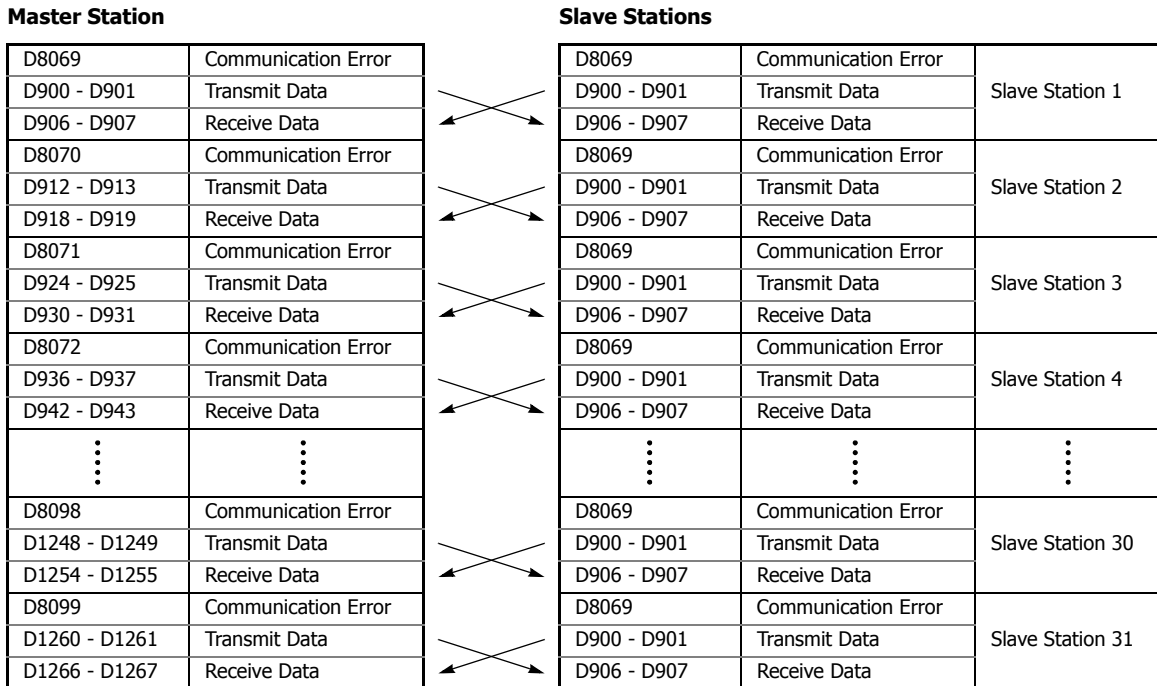 Master Station Slave Stations
D8069 Communication Error D8069 Communication Error
D900 - D901 Transmit Data D900 - D901 Transmit Data Slave Station 1
D906 - D907 Receive Data D906 - D907 Receive Data
D8070 Communication Error D8069 Communication Error
D912 - D913 Transmit Data D900 - D901 Transmit Data Slave Station 2
D918 - D919 Receive Data D906 - D907 Receive Data
D8071 Communication Error D8069 Communication Error
D924 - D925 Transmit Data D900 - D901 Transmit Data Slave Station 3
D930 - D931 Receive Data D906 - D907 Receive Data
D8072 Communication Error D8069 Communication Error
D936 - D937 Transmit Data D900 - D901 Transmit Data Slave Station 4
D942 - D943 Receive Data D906 - D907 Receive Data
D8098 Communication Error D8069 Communication Error
D1248 - D1249 Transmit Data D900 - D901 Transmit Data Slave Station 30
D1254 - D1255 Receive Data D906 - D907 Receive Data
D8099 Communication Error D8069 Communication Error
D1260 - D1261 Transmit Data D900 - D901 Transmit Data Slave Station 31
D1266 - D1267 Receive Data D906 - D907 Receive Data